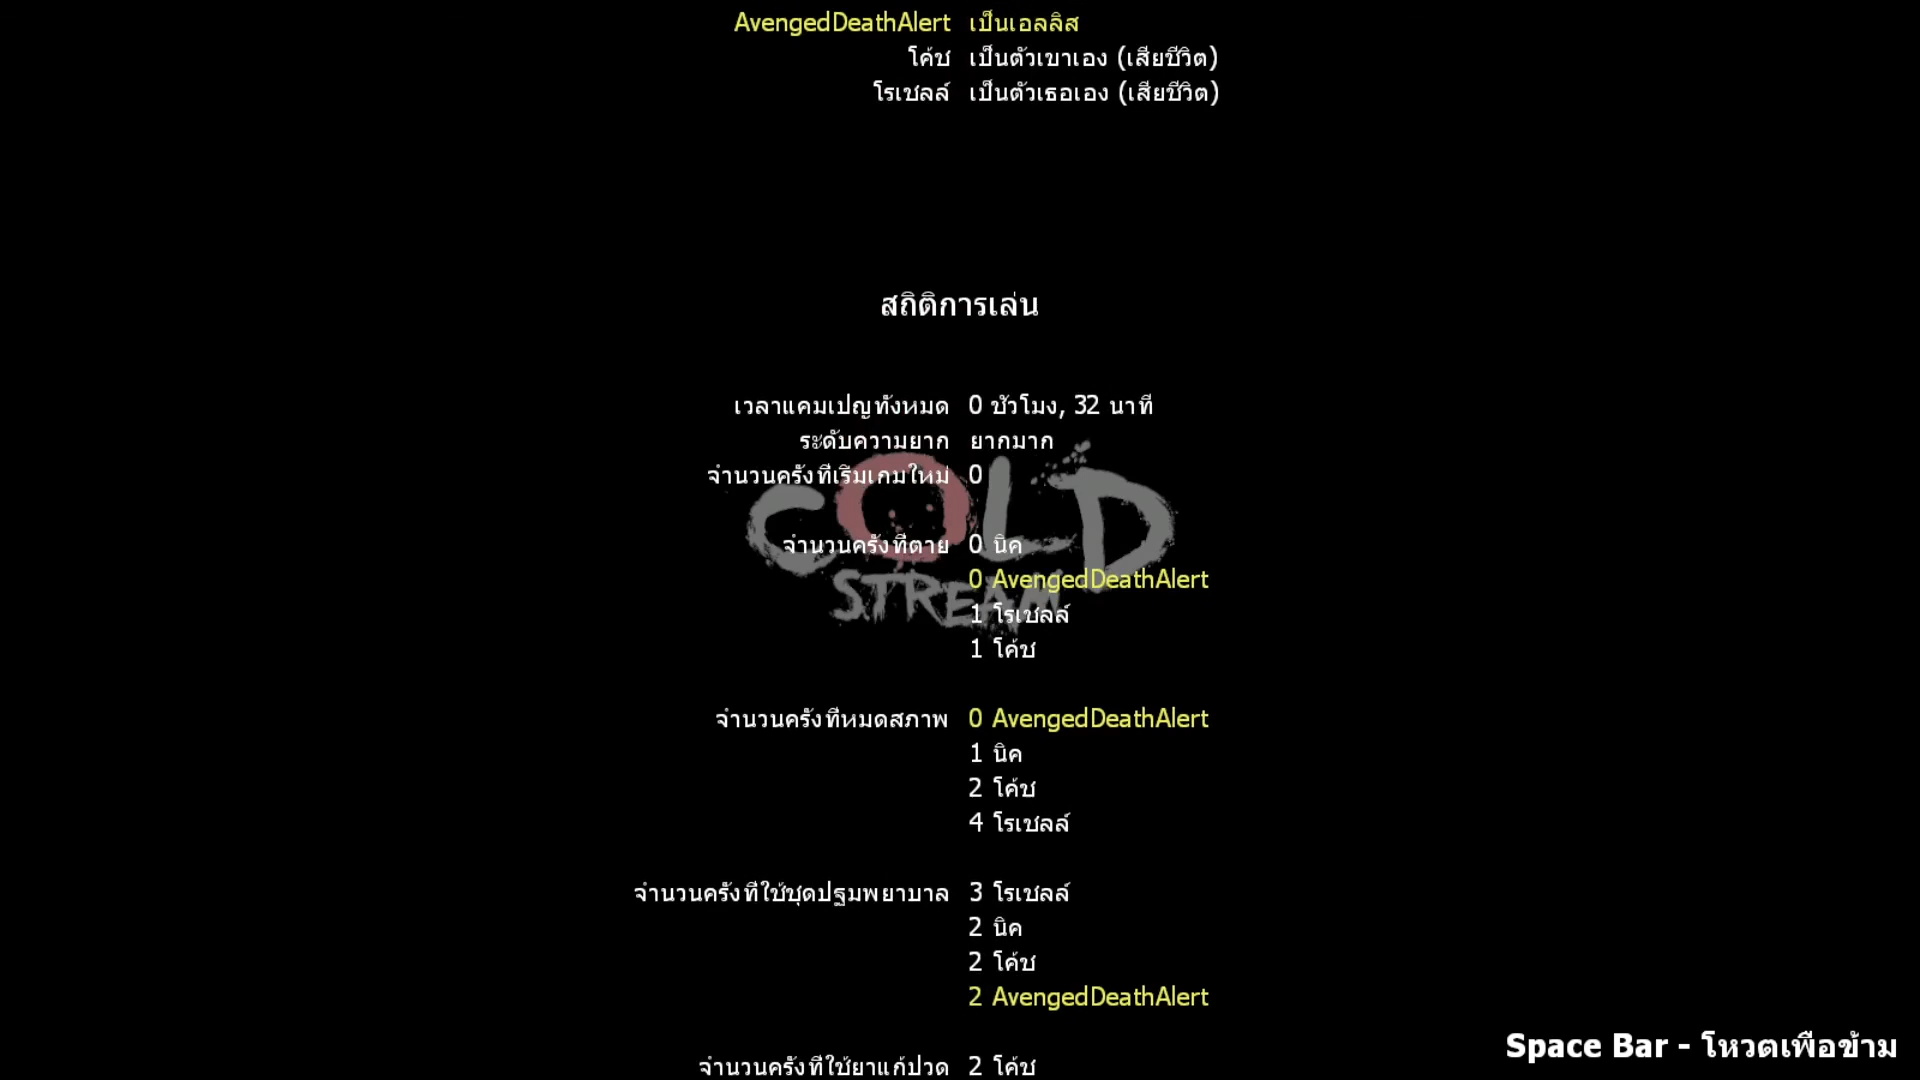 AvengedDeathAlert เป็นเอลลิส
โค้ช เป็นตัวเขาเอง (เสียชีวิต)
โรเชลล์ เป็นตัวเธอเอง (เสียชีวิต)
สถิติการเล่น
เวลาแคมเปญทั้งหมด 0 ชั่วโมง, 32 นาที
ระดับความยาก ยากมาก
จำนวนครั้งที่เริ่มเกมใหม่ 0
COLD
STREAM
จำนวนครั้งที่ตาย 0 นิค
0 AvengedDeathAlert
1 โรเชลล์
1 โค้ช
จำนวนครั้งที่หมดสภาพ 0 AvengedDeathAlert
1 นิค
2 โค้ช
4 โรเชลล์
จำนวนครั้งที่ใช้ชุดปฐมพยาบาล 3 โรเชลล์
2 นิค
2 โค้ช
2 AvengedDeathAlert
จำนวนครั้งที่ใช้ยาแก้ปวด 2 โค้ช
Space Bar - โหวตเพื่อข้าม